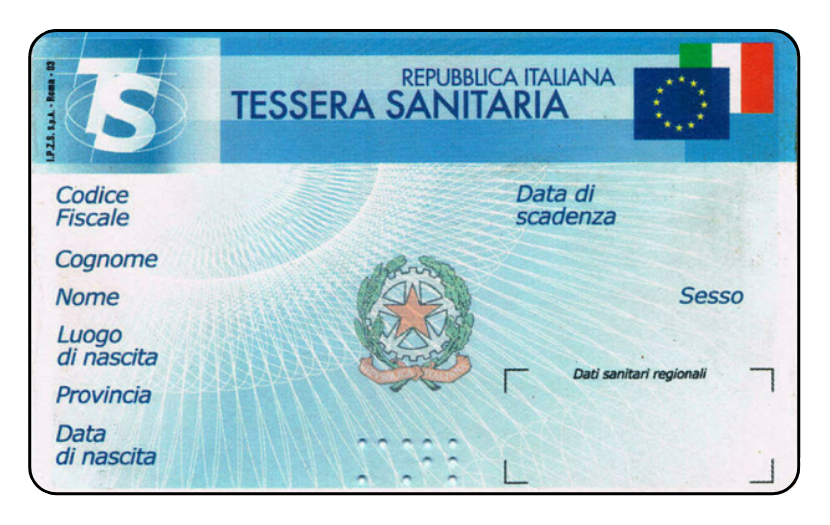 I.P.Z.S. s.p.A. - Roma - 03
TS
REPUBBLICA ITALIANA
TESSERA SANITARIA
Codice
Fiscale
Data di
scadenza
Cognome
Nome
Sesso
Luogo
di nascita
Dati sanitari regionali
Provincia
Data
di nascita